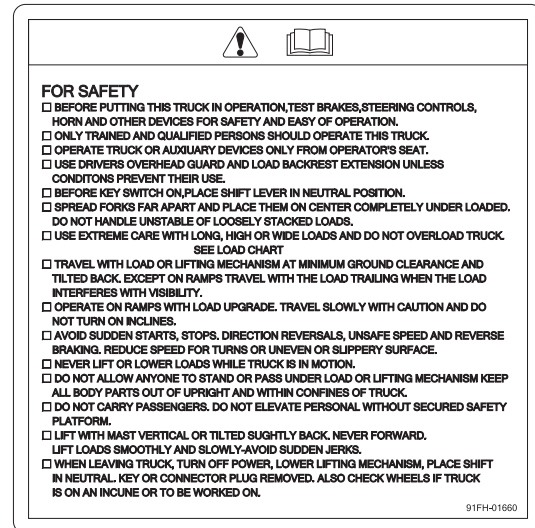 FOR SAFETY
☐ BEFORE PUTTING THIS TRUCK IN OPERATION,TEST BRAKES,STEERING CONTROLS,
HORN AND OTHER DEVICES FOR SAFETY AND EASY OF OPERATION.
☐ ONLY TRAINED AND QUALIFIED PERSONS SHOULD OPERATE THIS TRUCK.
☐ OPERATE TRUCK OR AUXIUARY DEVICES ONLY FROM OPERATOR'S SEAT.
☐ USE DRIVERS OVERHEAD GUARD AND LOAD BACKREST EXTENSION UNLESS
CONDITONS PREVENT THEIR USE.
☐ BEFORE KEY SWITCH ON,PLACE SHIFT LEVER IN NEUTRAL POSITION.
☐ SPREAD FORKS FAR APART AND PLACE THEM ON CENTER COMPLETELY UNDER LOADED.
DO NOT HANDLE UNSTABLE OF LOOSELY STACKED LOADS.
☐ USE EXTREME CARE WITH LONG, HIGH OR WIDE LOADS AND DO NOT OVERLOAD TRUCK.
SEE LOAD CHART
☐ TRAVEL WITH LOAD OR LIFTING MECHANISM AT MINIMUM GROUND CLEARANCE AND
TILTED BACK. EXCEPT ON RAMPS TRAVEL WITH THE LOAD TRAILING WHEN THE LOAD
INTERFERES WITH VISIBILITY.
☐ OPERATE ON RAMPS WITH LOAD UPGRADE. TRAVEL SLOWLY WITH CAUTION AND DO
NOT TURN ON INCLINES.
☐ AVOID SUDDEN STARTS, STOPS. DIRECTION REVERSALS, UNSAFE SPEED AND REVERSE
BRAKING. REDUCE SPEED FOR TURNS OR UNEVEN OR SLIPPERY SURFACE.
☐ NEVER LIFT OR LOWER LOADS WHILE TRUCK IS IN MOTION.
☐ DO NOT ALLOW ANYONE TO STAND OR PASS UNDER LOAD OR LIFTING MECHANISM KEEP
ALL BODY PARTS OUT OF UPRIGHT AND WITHIN CONFINES OF TRUCK.
☐ DO NOT CARRY PASSENGERS. DO NOT ELEVATE PERSONAL WITHOUT SECURED SAFETY
PLATFORM.
☐ LIFT WITH MAST VERTICAL OR TILTED SUGHTLY BACK. NEVER FORWARD.
LIFT LOADS SMOOTHLY AND SLOWLY-AVOID SUDDEN JERKS.
☐ WHEN LEAVING TRUCK, TURN OFF POWER, LOWER LIFTING MECHANISM, PLACE SHIFT
IN NEUTRAL. KEY OR CONNECTOR PLUG REMOVED. ALSO CHECK WHEELS IF TRUCK
IS ON AN INCUNE OR TO BE WORKED ON.
91FH-01660